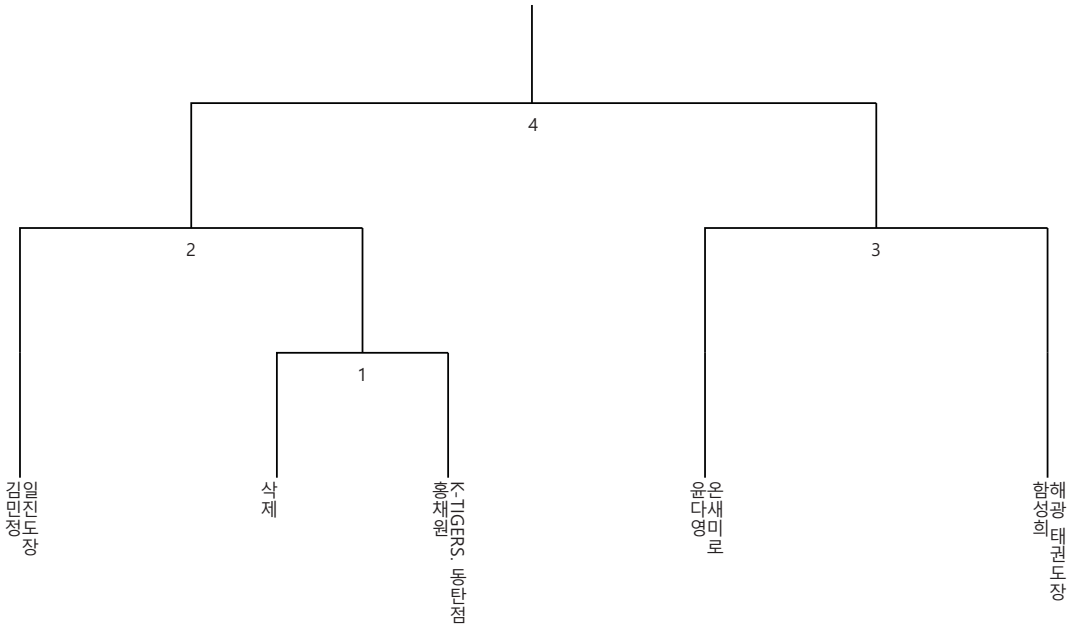 4
2
3
1
김민정
일진도장
삭제
홍채원
K-TIGERS. 동탄점
윤다영
온새미로
함성희
해광 태권도장